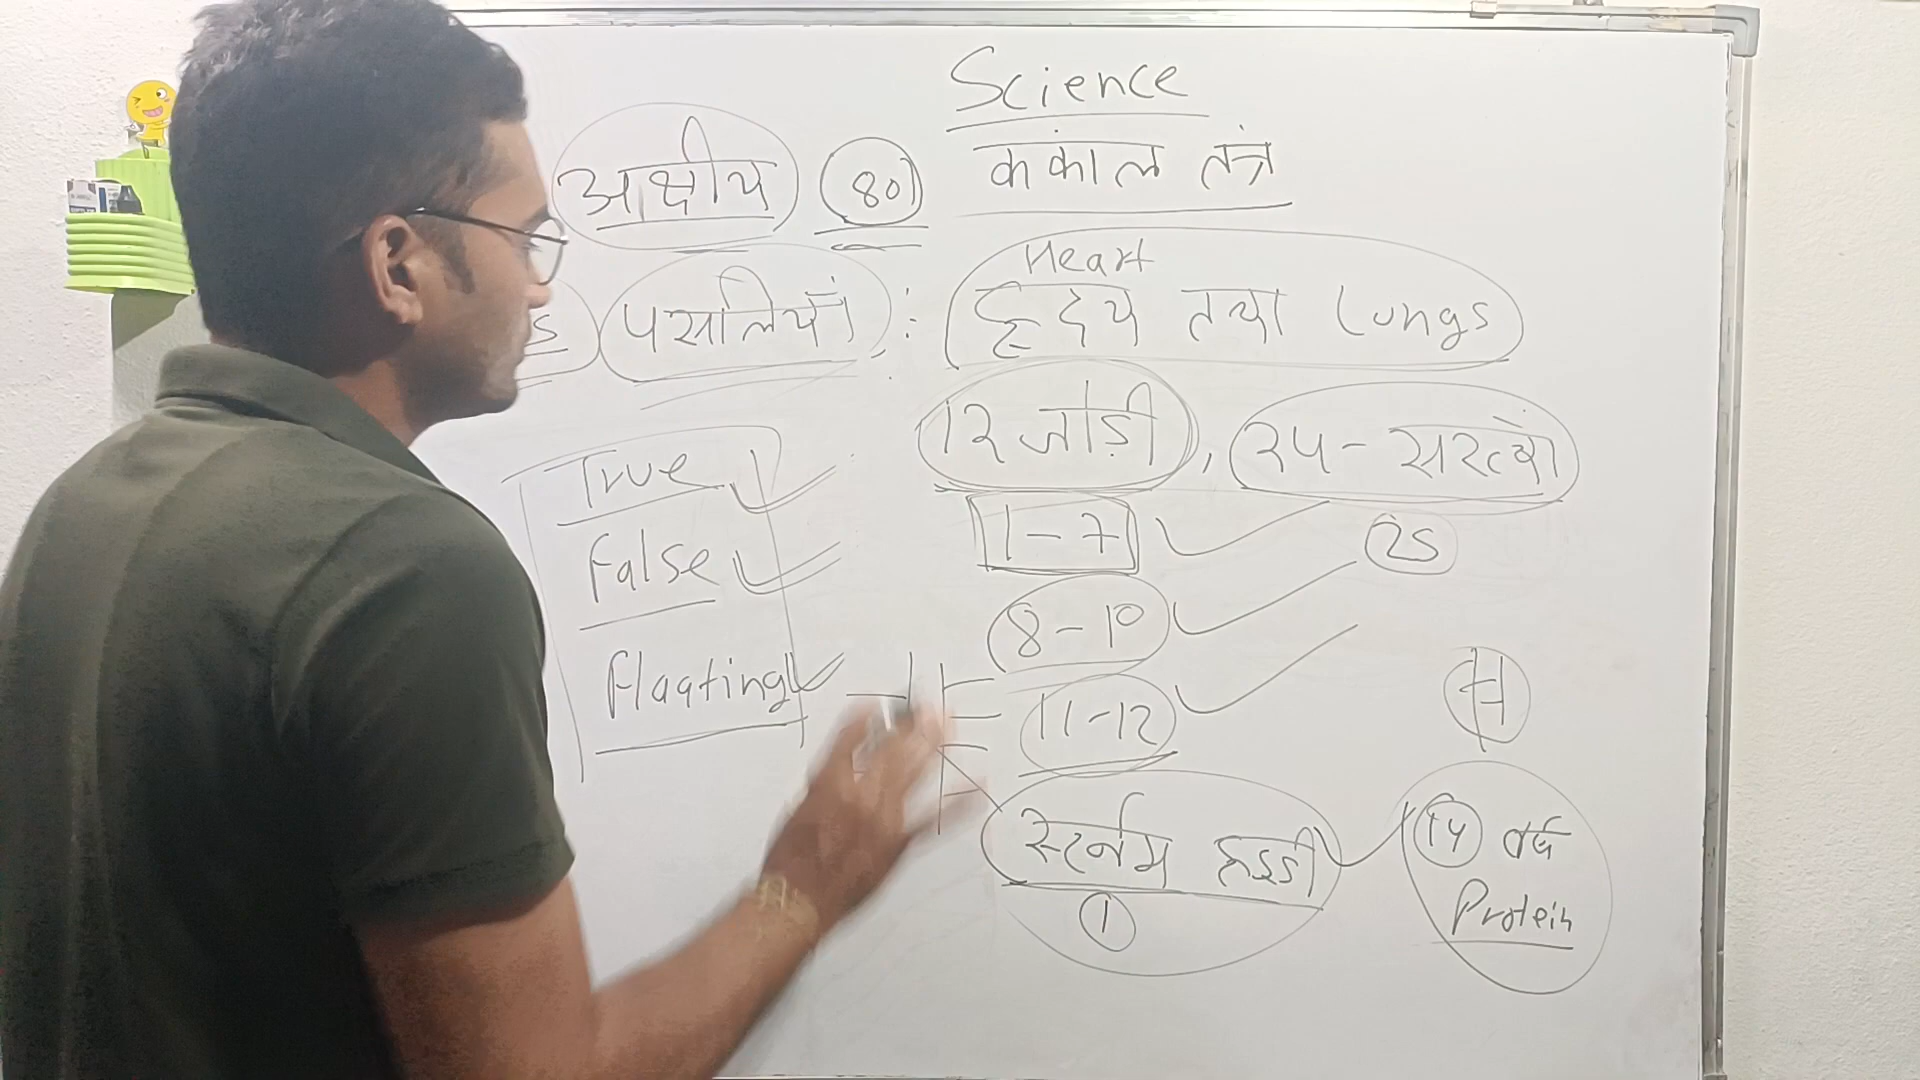 Science
कंकाल तंत्र
अक्षीय 80
Heart
पसलियाँ : हृदय तथा Lungs
12 जोड़ी, 24-
True 1-7 25
False 8-10
Flaating 11-12
स्टर्नम हड्डी 14 वर्ष
1 Protein